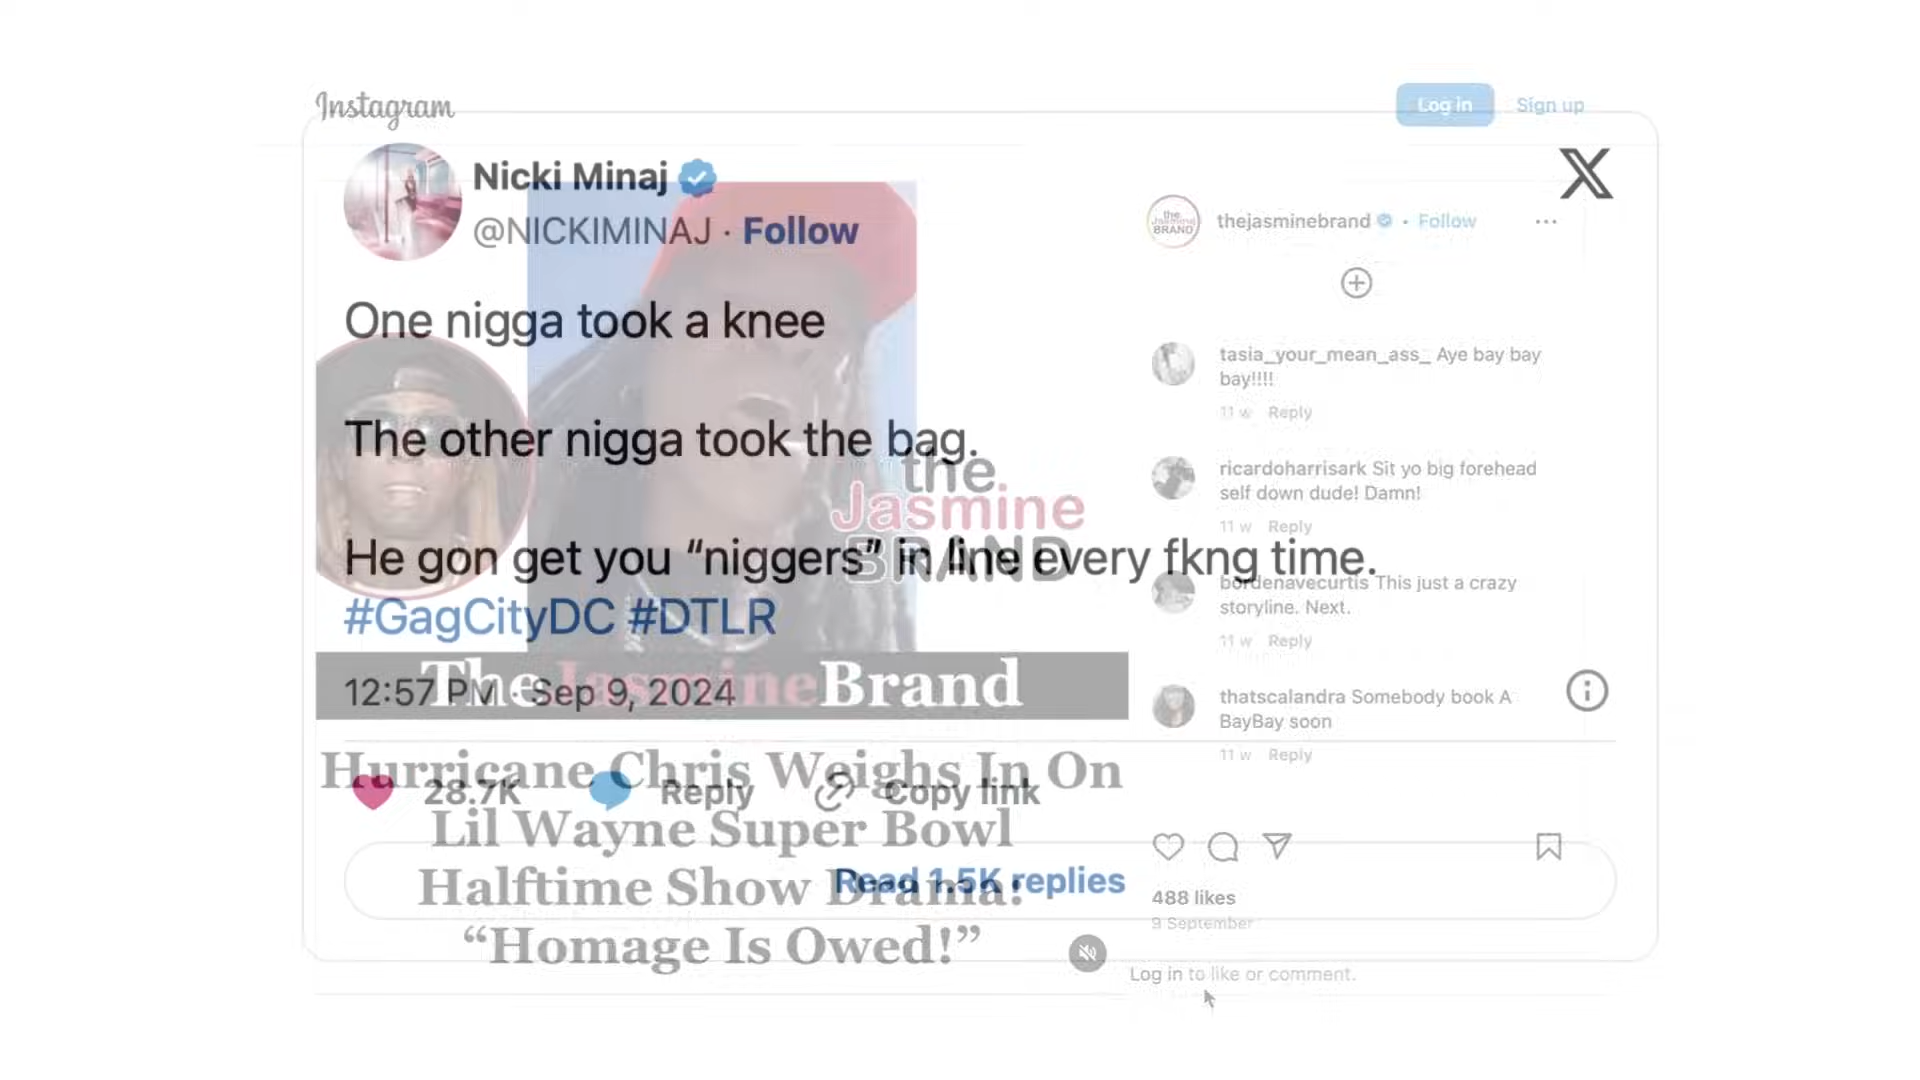 Instagram
Log in
Sign up
Nicki Minaj
@NICKIMINAJ · Follow
X
One nigga took a knee
The other nigga took the bag.
He gon get you “niggers” in line every fkng time.
#GagCityDC #DTLR
12:57 PM · Sep 9, 2024
28.7K
Reply
Copy link
Read 1.5K replies
the
Jasmine
BRAND
TheJasmineBrand
Hurricane Chris Weighs In On
Lil Wayne Super Bowl
Halftime Show Drama:
“Homage Is Owed!”
the
Jasmine
BRAND
thejasminebrand • Follow
tasia_your_mean_ass_ Aye bay bay
bay!!!!
11 w Reply
ricardoharrisark Sit yo big forehead
self down dude! Damn!
11 w Reply
bordenavecurtis This just a crazy
storyline. Next.
11 w Reply
thatscalandra Somebody book A
BayBay soon
11 w Reply
488 likes
9 September
Log in to like or comment.